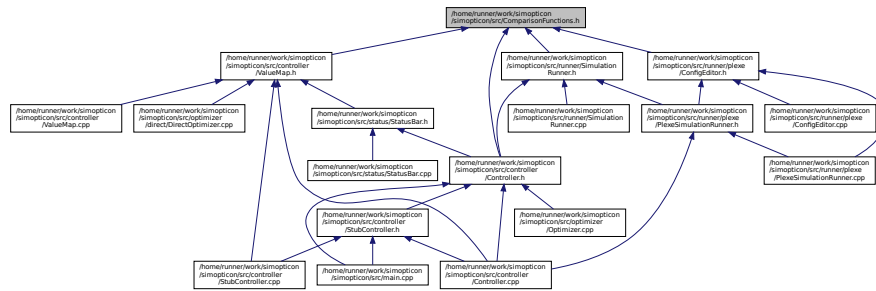 /home/runner/work/simopticon
/simopticon/src/ComparisonFunctions.h
/home/runner/work/simopticon
/simopticon/src/controller
/ValueMap.h
/home/runner/work/simopticon
/simopticon/src/runner/Simulation
Runner.h
/home/runner/work/simopticon
/simopticon/src/runner/plexe
/ConfigEditor.h
/home/runner/work/simopticon
/simopticon/src/controller
/ValueMap.cpp
/home/runner/work/simopticon
/simopticon/src/optimizer
/direct/DirectOptimizer.cpp
/home/runner/work/simopticon
/simopticon/src/status/StatusBar.h
/home/runner/work/simopticon
/simopticon/src/runner/Simulation
Runner.cpp
/home/runner/work/simopticon
/simopticon/src/runner/plexe
/PlexeSimulationRunner.h
/home/runner/work/simopticon
/simopticon/src/runner/plexe
/ConfigEditor.cpp
/home/runner/work/simopticon
/simopticon/src/status/StatusBar.cpp
/home/runner/work/simopticon
/simopticon/src/controller
/Controller.h
/home/runner/work/simopticon
/simopticon/src/runner/plexe
/PlexeSimulationRunner.cpp
/home/runner/work/simopticon
/simopticon/src/controller
/StubController.h
/home/runner/work/simopticon
/simopticon/src/optimizer
/Optimizer.cpp
/home/runner/work/simopticon
/simopticon/src/controller
/StubController.cpp
/home/runner/work/simopticon
/simopticon/src/main.cpp
/home/runner/work/simopticon
/simopticon/src/controller
/Controller.cpp